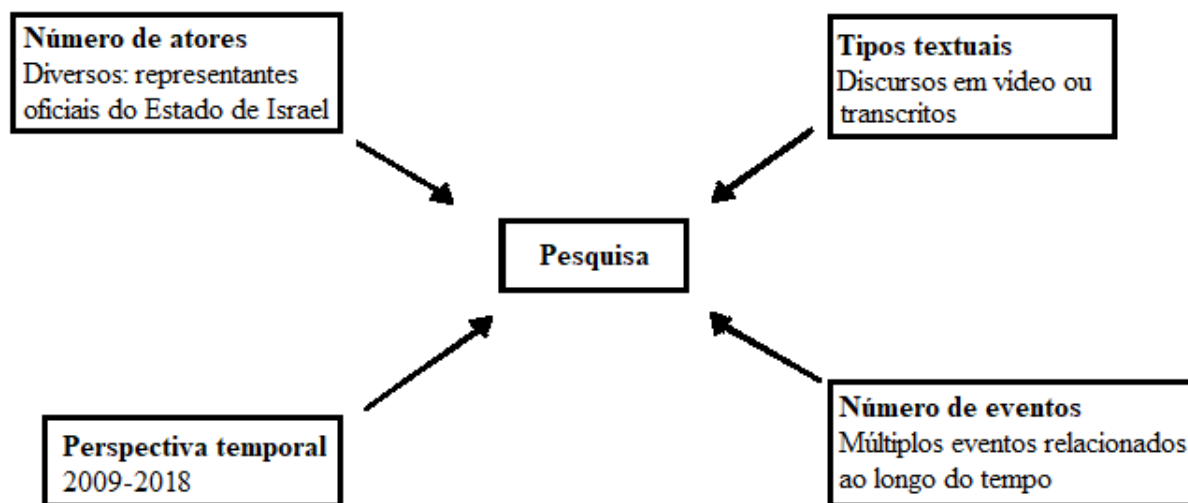 Número de atores
Diversos: representantes
oficiais do Estado de Israel
Tipos textuais
Discursos em vídeo ou
transcritos
Pesquisa
Perspectiva temporal
2009-2018
Número de eventos
Múltiplos eventos relacionados
ao longo do tempo